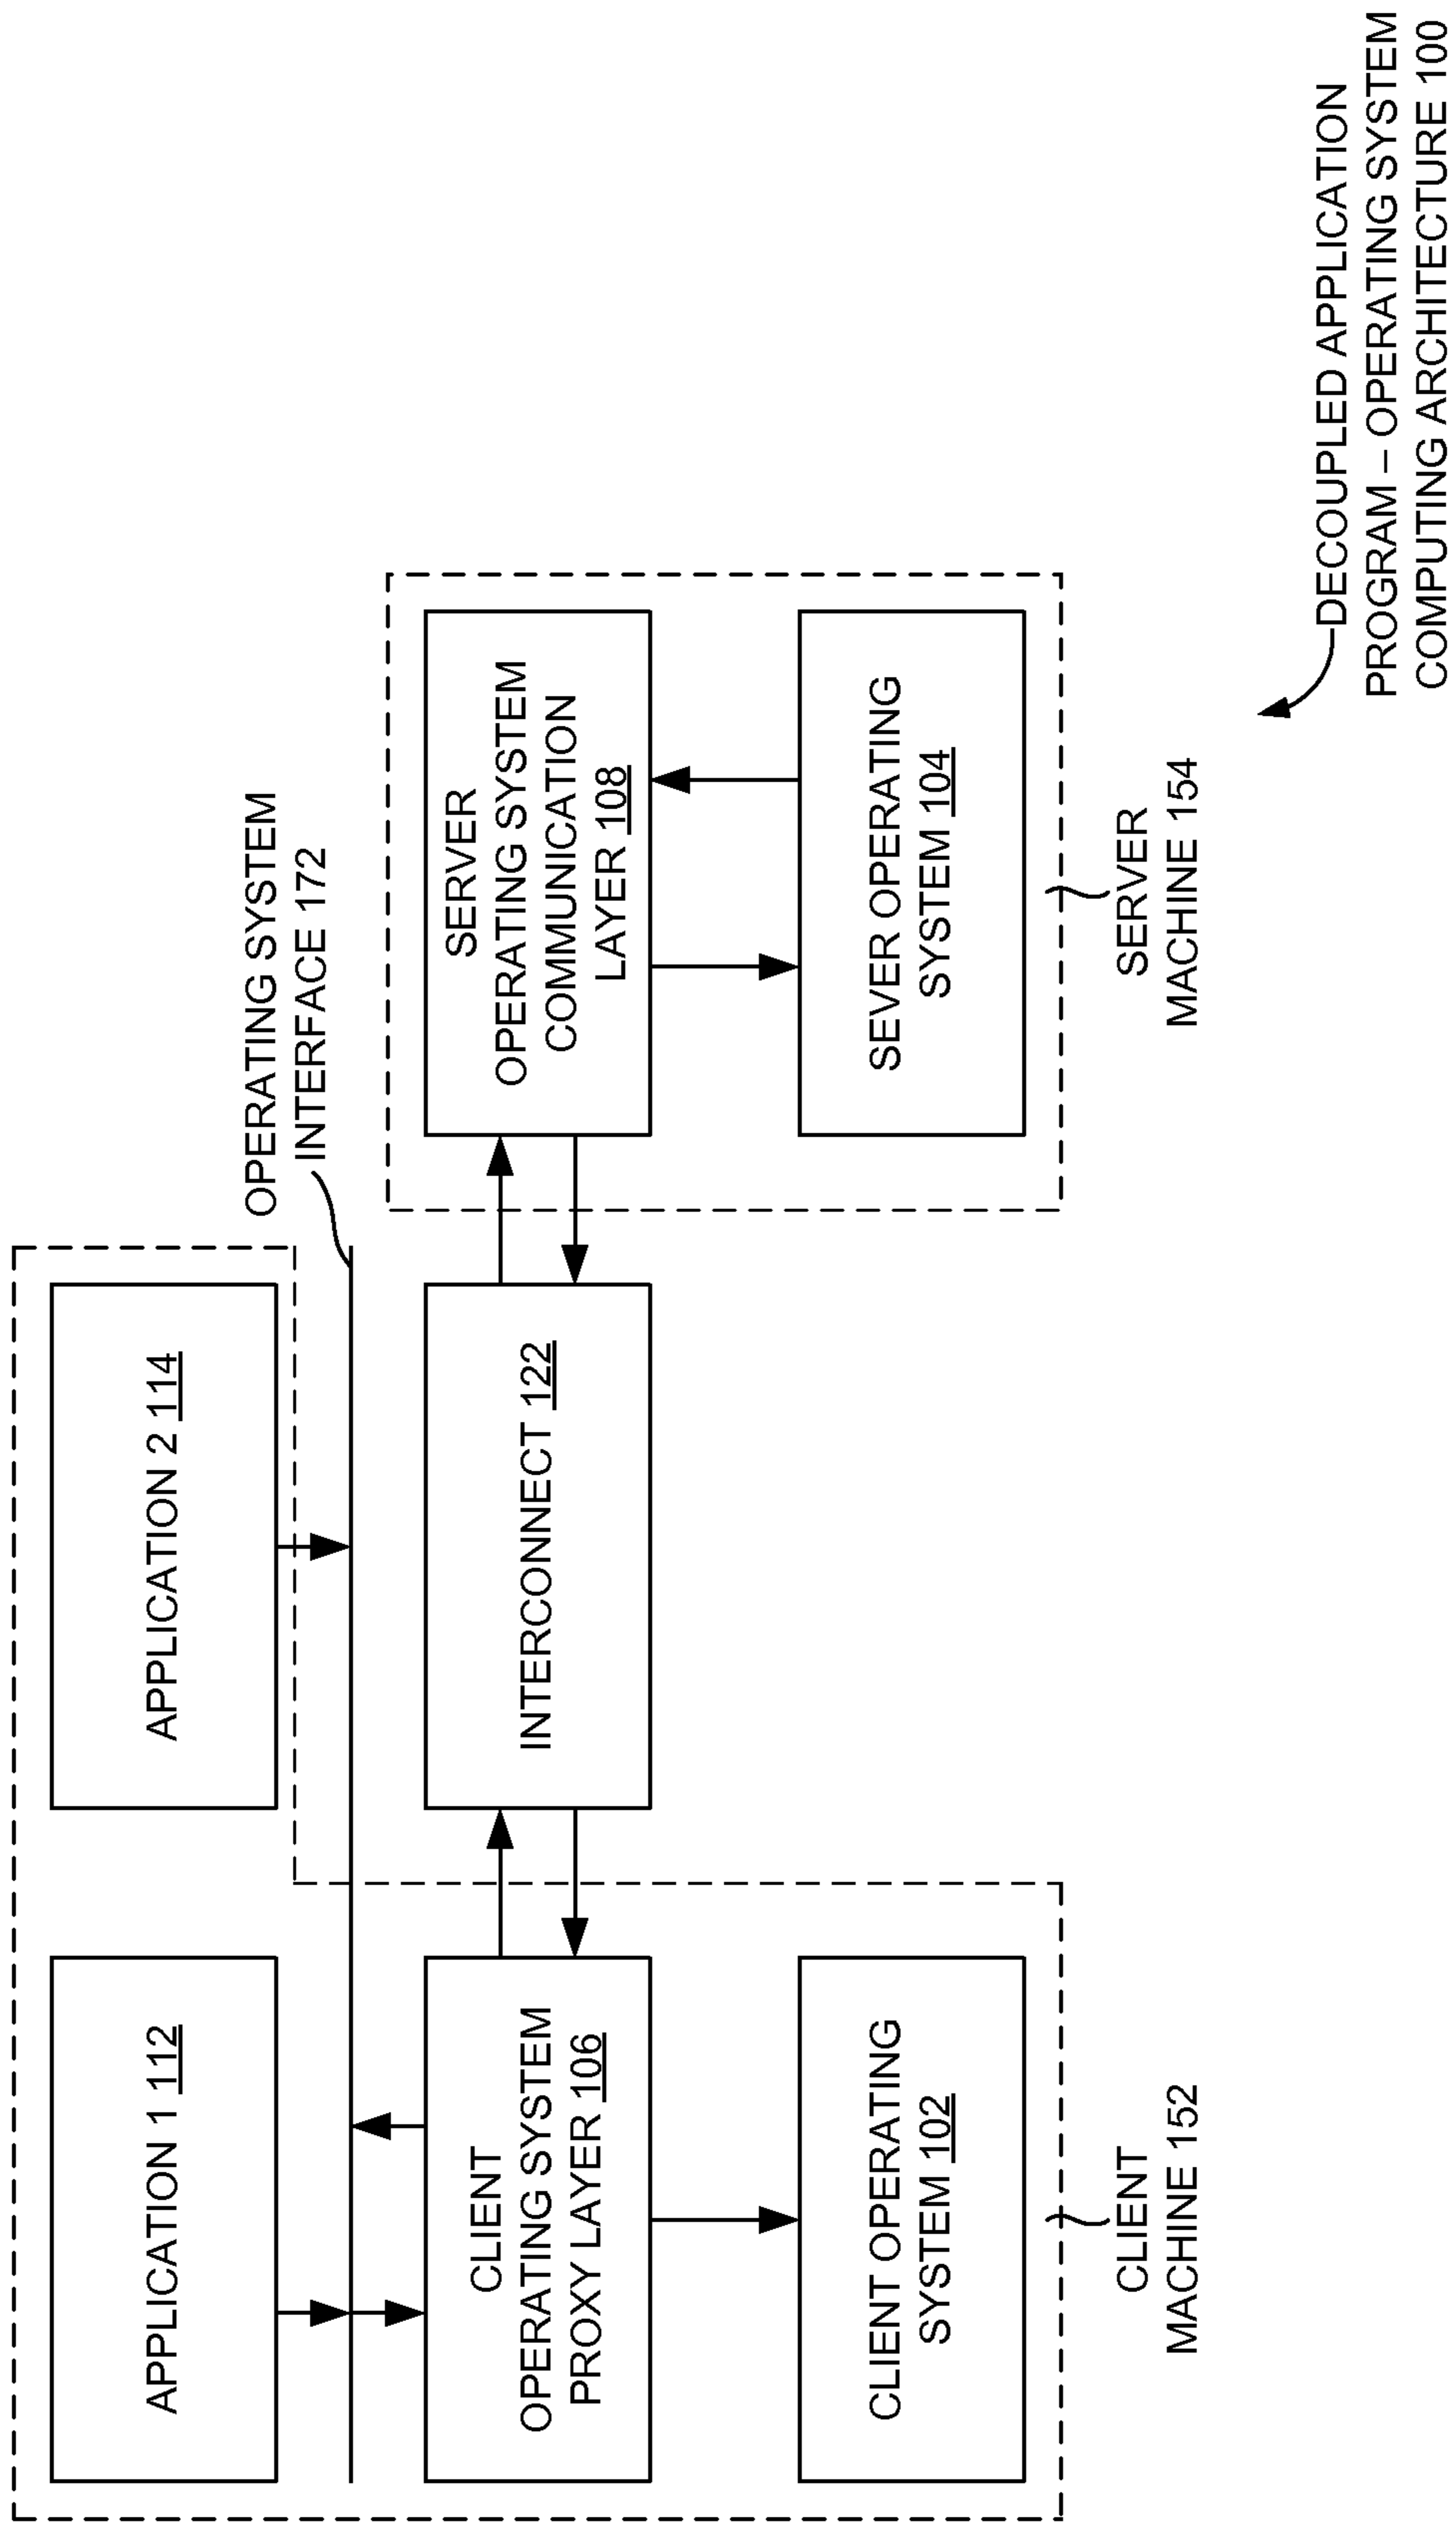 APPLICATION 1 112
APPLICATION 2 114
OPERATING SYSTEM
INTERFACE 172
CLIENT
OPERATING SYSTEM
PROXY LAYER 106
INTERCONNECT 122
SERVER
OPERATING SYSTEM
COMMUNICATION
LAYER 108
CLIENT OPERATING
SYSTEM 102
SEVER OPERATING
SYSTEM 104
CLIENT
MACHINE 152
SERVER
MACHINE 154
DECOUPLED APPLICATION
PROGRAM – OPERATING SYSTEM
COMPUTING ARCHITECTURE 100